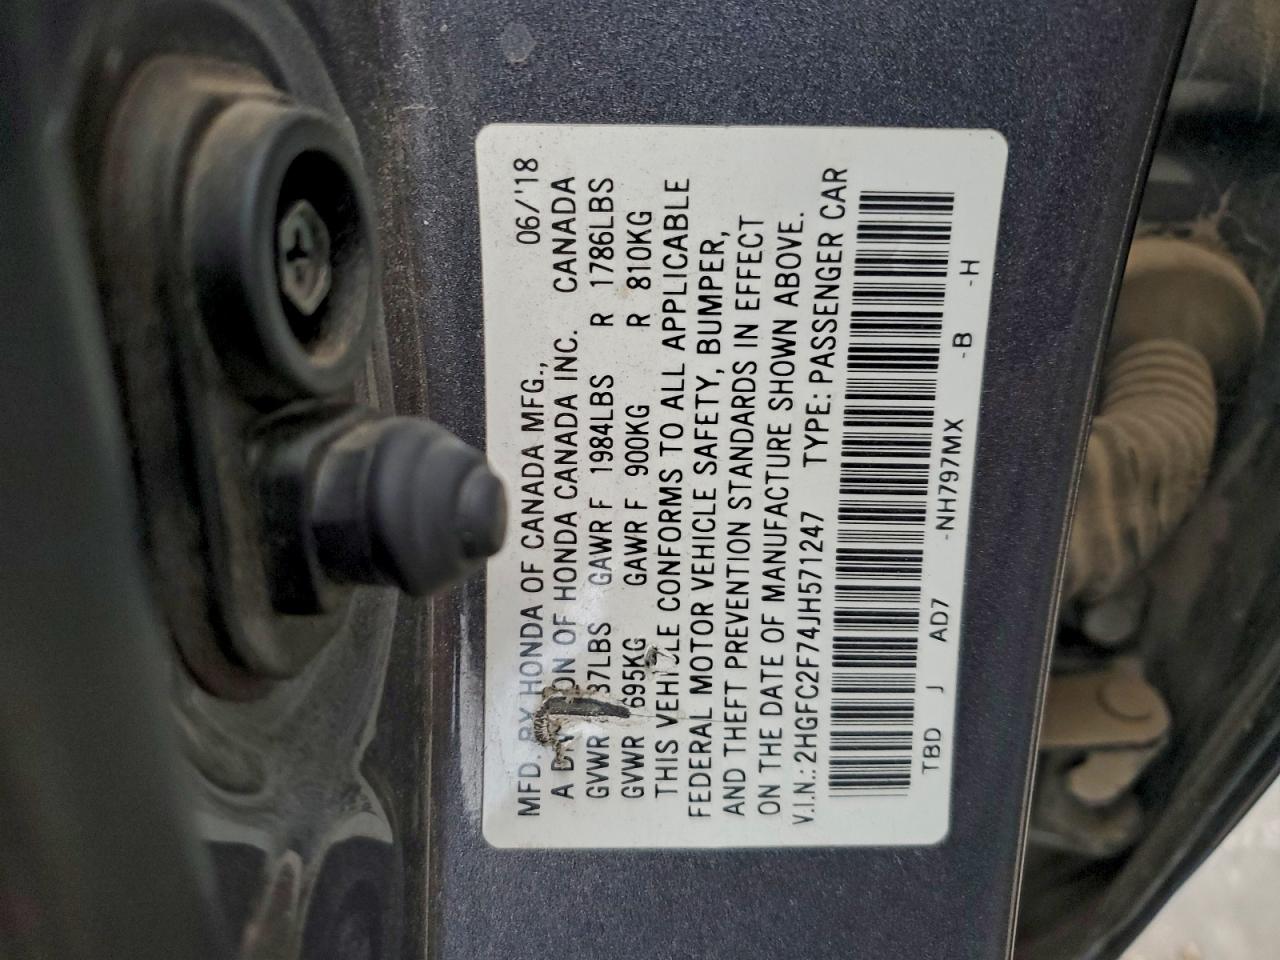 MFD. BY HONDA OF CANADA MFG., 06/'18
A OF HONDA CANADA INC. CANADA
GVWR 37LBS GAWR F 1984LBS R 1786LBS
GVWR 695KG GAWR F 900KG R 810KG
THIS VEHICLE CONFORMS TO ALL APPLICABLE
FEDERAL MOTOR VEHICLE SAFETY, BUMPER,
AND THEFT PREVENTION STANDARDS IN EFFECT
ON THE DATE OF MANUFACTURE SHOWN ABOVE.
V.I.N.: 2HGFC2F74JH571247 TYPE: PASSENGER CAR
TBD J AD7 -NH797MX -B -H